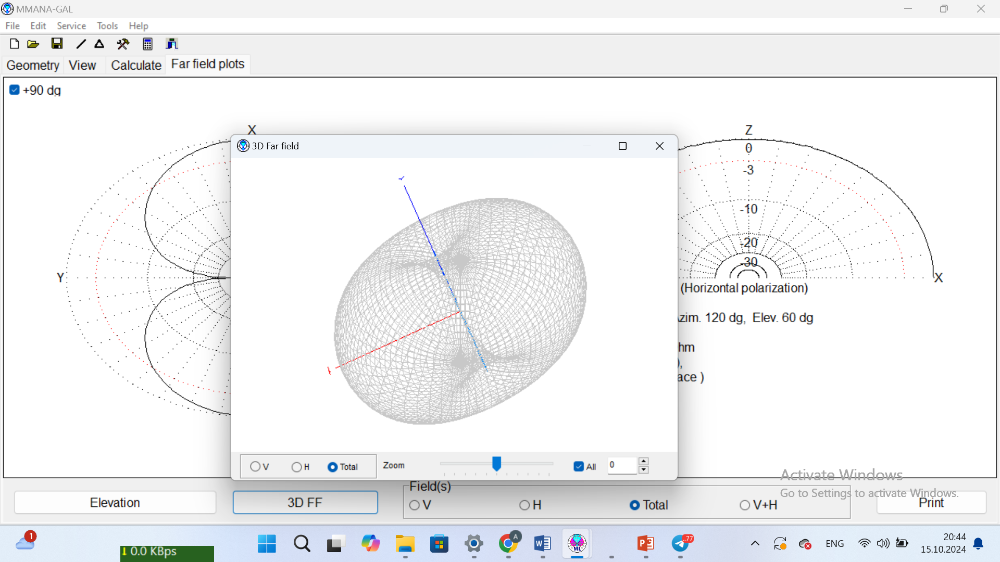 MMANA-GAL
File Edit Service Tools Help
Geometry View Calculate Far field plots
+90 dg
X
Y
3D Far field
Y
V H Total Zoom All 0
Z
0
-3
-10
-20
-30
X
(Horizontal polarization)
zim. 120 dg, Elev. 60 dg
hm
),
ace )
Activate Windows
Go to Settings to activate Windows.
Elevation 3D FF
Field(s)
V H Total V+H
Print
1
↓ 0.0 KBps
A
ML
77
ENG
20:44
15.10.2024